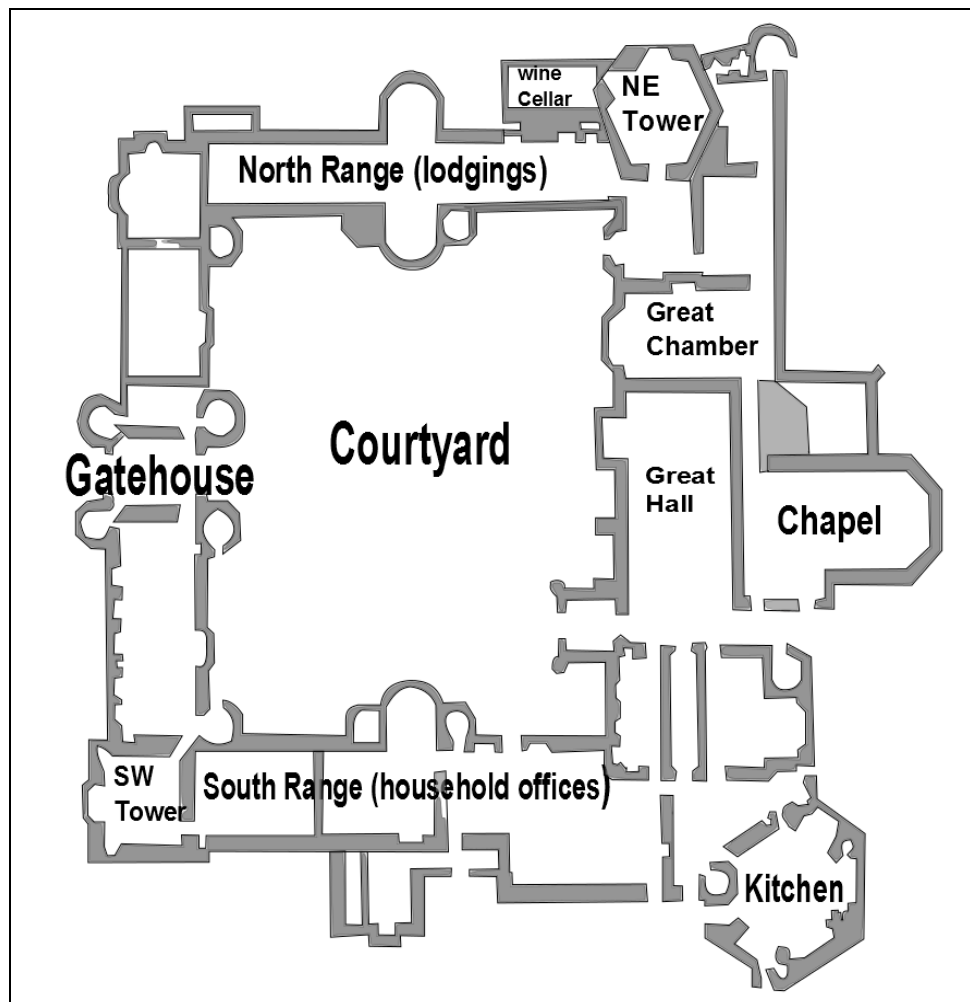 wine
Cellar
NE
Tower
North Range (lodgings)
Great
Chamber
Courtyard
Gatehouse
Great
Hall
Chapel
SW
Tower
South Range (household offices)
Kitchen